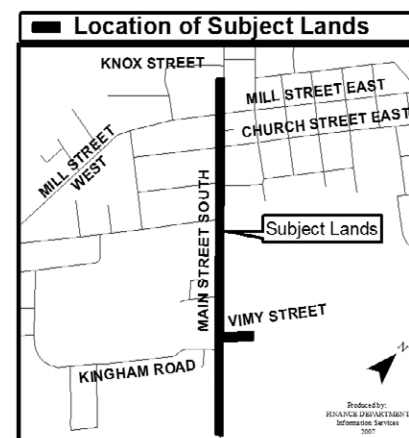 Location of Subject Lands
KNOX STREET
MILL STREET EAST
CHURCH STREET EAST
MILL STREET
WEST
MAIN STREET SOUTH
Subject Lands
VIMY STREET
KINGHAM ROAD
N
Produced by:
FINANCE DEPARTMENT
Information Services
2007